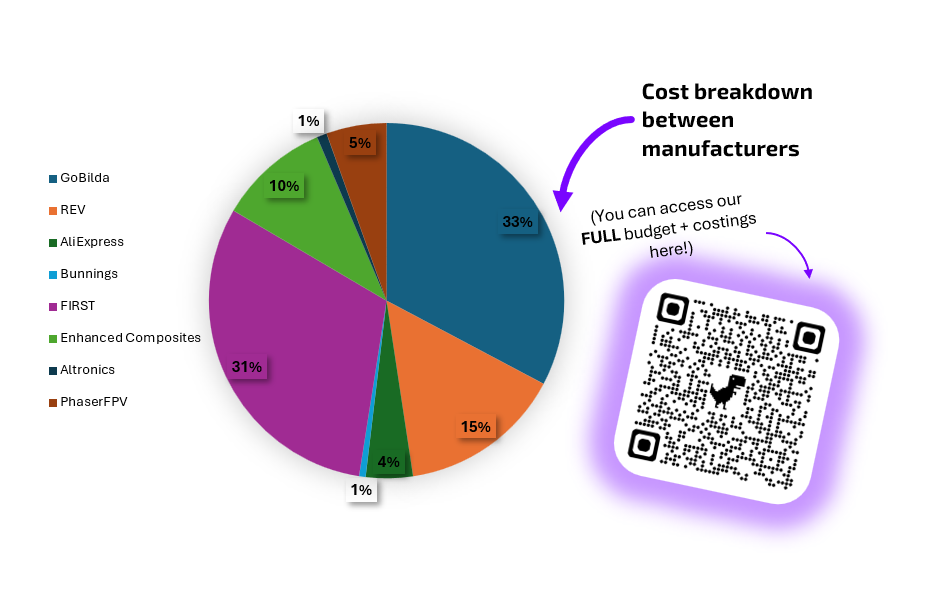 Cost breakdown
between
manufacturers
(You can access our
FULL budget + costings
here!)
GoBilda
REV
AliExpress
Bunnings
FIRST
Enhanced Composites
Altronics
PhaserFPV
1%
5%
10%
33%
31%
15%
4%
1%